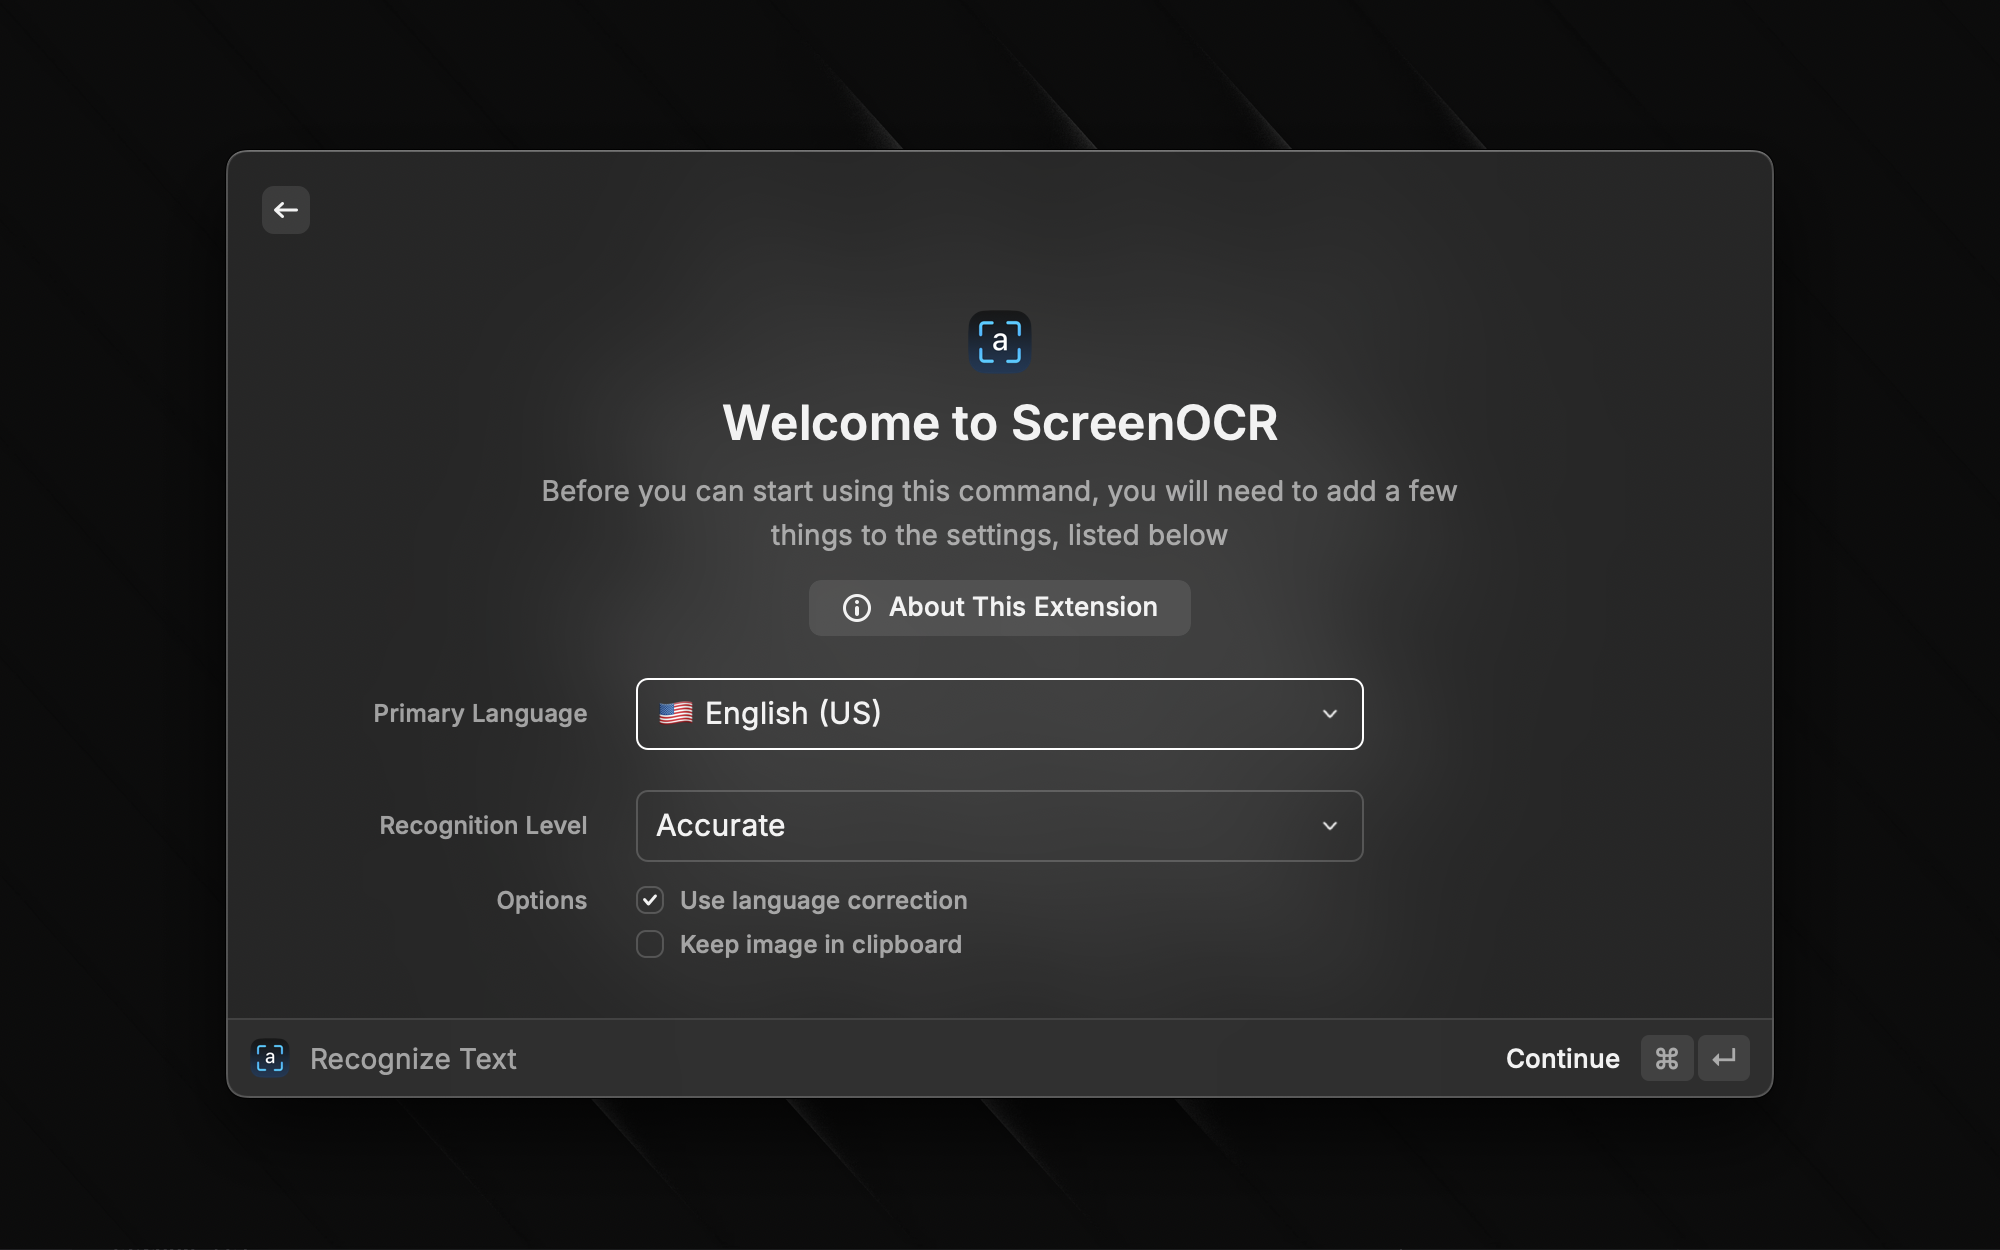 a
Welcome to ScreenOCR
Before you can start using this command, you will need to add a few
things to the settings, listed below
About This Extension
Primary Language
English (US)
Recognition Level
Accurate
Options
Use language correction
Keep image in clipboard
a
Recognize Text
Continue ⌘ ↵